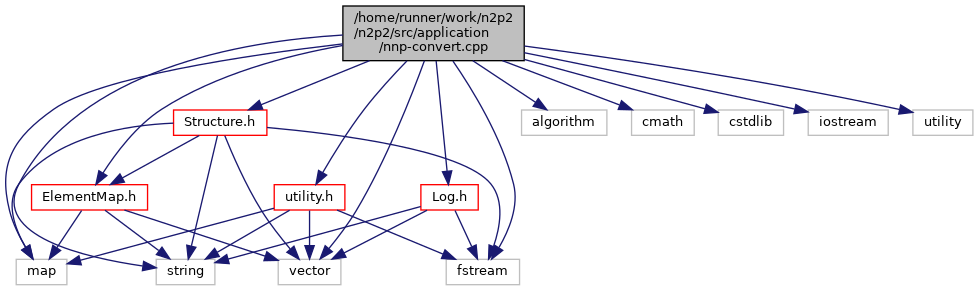 /home/runner/work/n2p2
/n2p2/src/application
/nnp-convert.cpp
Structure.h
algorithm
cmath
cstdlib
iostream
utility
ElementMap.h
utility.h
Log.h
map
string
vector
fstream